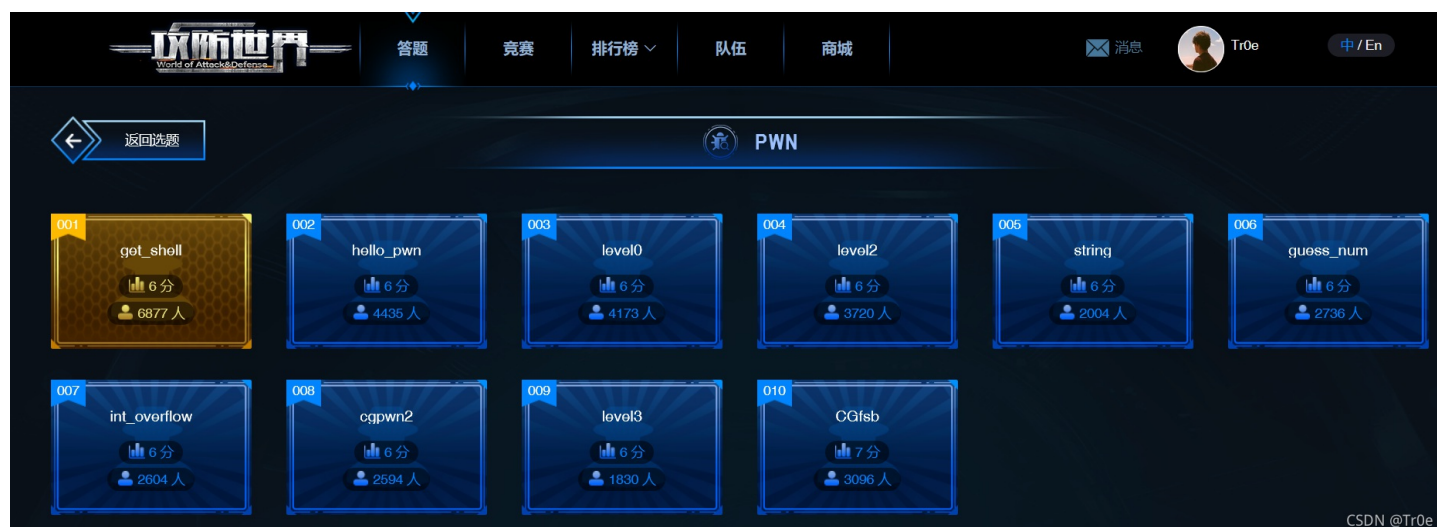 攻防世界
World of Attack&Defense
答题
竞赛
排行榜
队伍
商城
消息
Tr0e
中 / En
返回选题
PWN
001
get_shell
6 分
6877 人
002
hello_pwn
6 分
4435 人
003
level0
6 分
4173 人
004
level2
6 分
3720 人
005
string
6 分
2004 人
006
guess_num
6 分
2736 人
007
int_overflow
6 分
2604 人
008
cgpwn2
6 分
2594 人
009
level3
6 分
1830 人
010
CGfsb
7 分
3096 人
CSDN @Tr0e